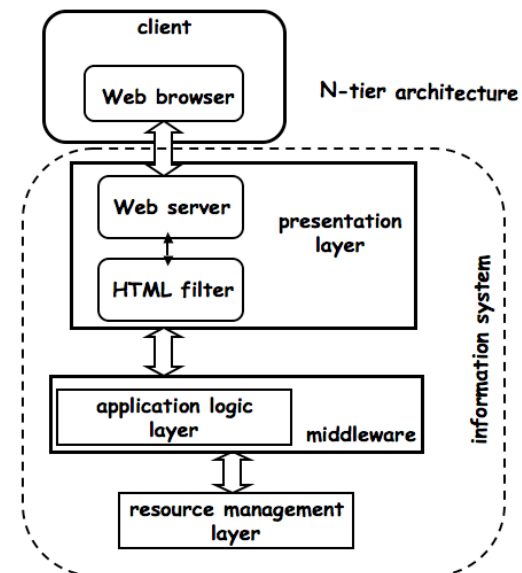 client
Web browser
N-tier architecture
Web server
presentation
layer
HTML filter
information system
application logic
layer
middleware
resource management
layer